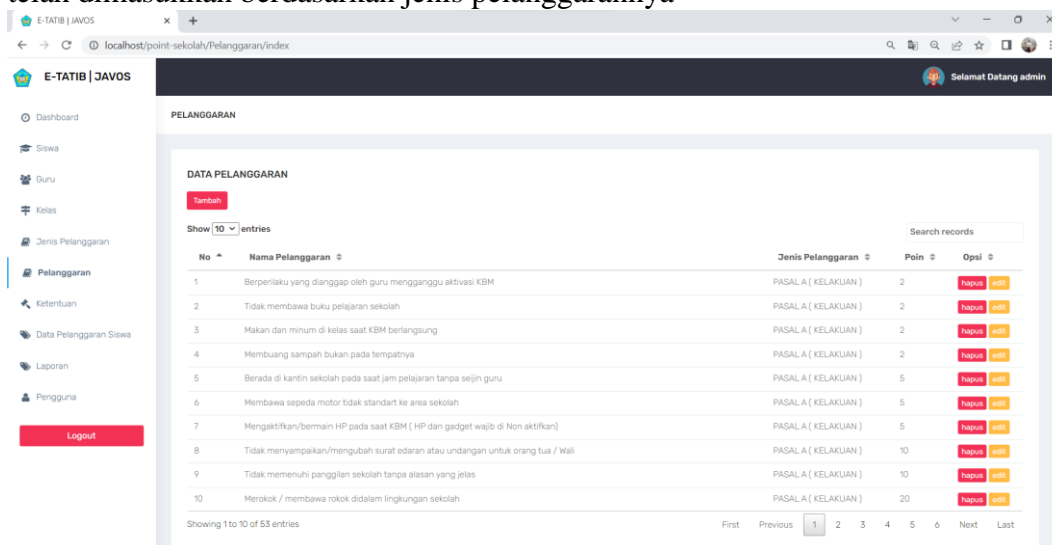 telah dimasukkan berdasarkan jenis pelanggarannya
E-TATIB | JAVOS
localhost/point-sekolah/Pelanggaran/index
E-TATIB | JAVOS
Selamat Datang admin
Dashboard
Siswa
Guru
Kelas
Jenis Pelanggaran
Pelanggaran
Ketentuan
Data Pelanggaran Siswa
Laporan
Pengguna
Logout
PELANGGARAN
DATA PELANGGARAN
Tambah
Show 10 entries
Search records
No Nama Pelanggaran Jenis Pelanggaran Poin Opsi
1 Berperilaku yang dianggap oleh guru mengganggu aktivasi KBM PASAL A ( KELAKUAN ) 2 hapus edit
2 Tidak membawa buku pelajaran sekolah PASAL A ( KELAKUAN ) 2 hapus edit
3 Makan dan minum di kelas saat KBM berlangsung PASAL A ( KELAKUAN ) 2 hapus edit
4 Membuang sampah bukan pada tempatnya PASAL A ( KELAKUAN ) 2 hapus edit
5 Berada di kantin sekolah pada saat jam pelajaran tanpa seijin guru PASAL A ( KELAKUAN ) 5 hapus edit
6 Membawa sepeda motor tidak standart ke area sekolah PASAL A ( KELAKUAN ) 5 hapus edit
7 Mengaktifkan/bermain HP pada saat KBM ( HP dan gadget wajib di Non aktifkan) PASAL A ( KELAKUAN ) 5 hapus edit
8 Tidak menyampaikan/mengubah surat edaran atau undangan untuk orang tua / Wali PASAL A ( KELAKUAN ) 10 hapus edit
9 Tidak memenuhi panggilan sekolah tanpa alasan yang jelas PASAL A ( KELAKUAN ) 10 hapus edit
10 Merokok / membawa rokok didalam lingkungan sekolah PASAL A ( KELAKUAN ) 20 hapus edit
Showing 1 to 10 of 53 entries First Previous 1 2 3 4 5 6 Next Last